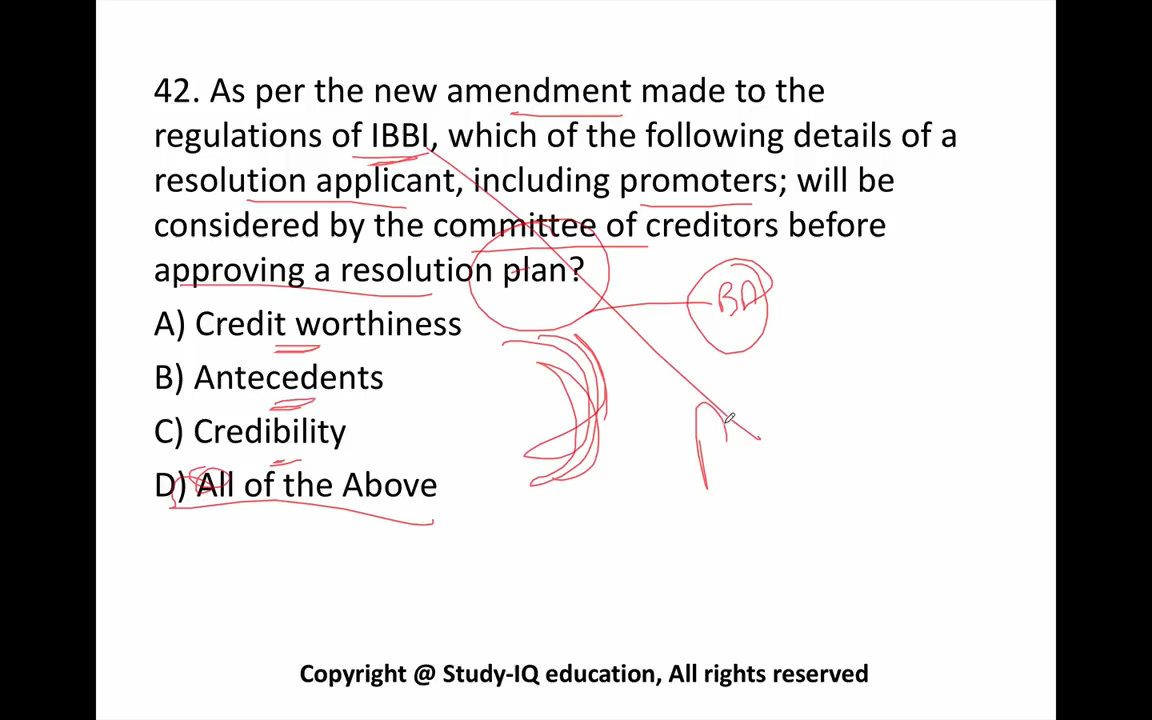 42. As per the new amendment made to the
regulations of IBBI, which of the following details of a
resolution applicant, including promoters; will be
considered by the committee of creditors before
approving a resolution plan?
A) Credit worthiness
B) Antecedents
C) Credibility
D) All of the Above
Copyright @ Study-IQ education, All rights reserved